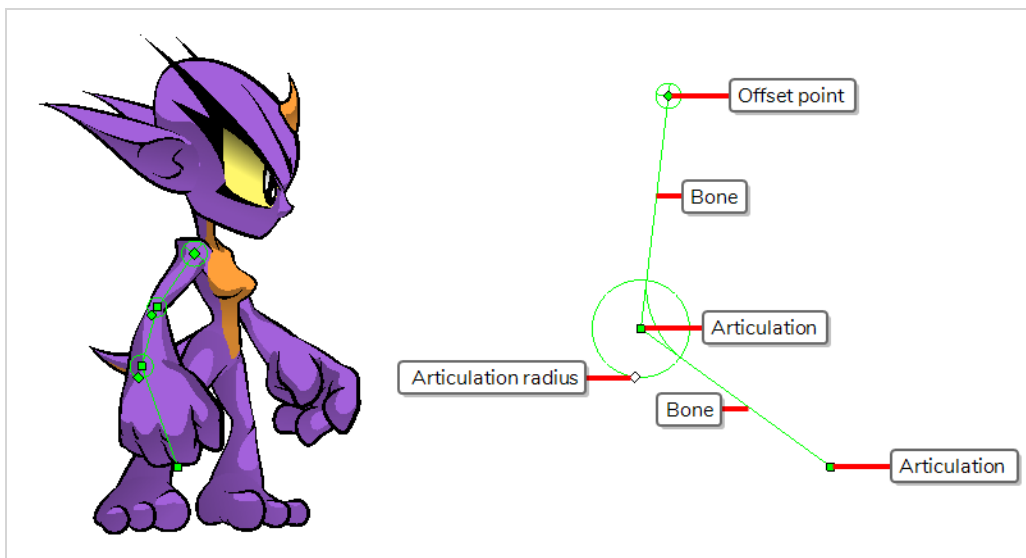 Offset point
Bone
Articulation
Articulation radius
Bone
Articulation